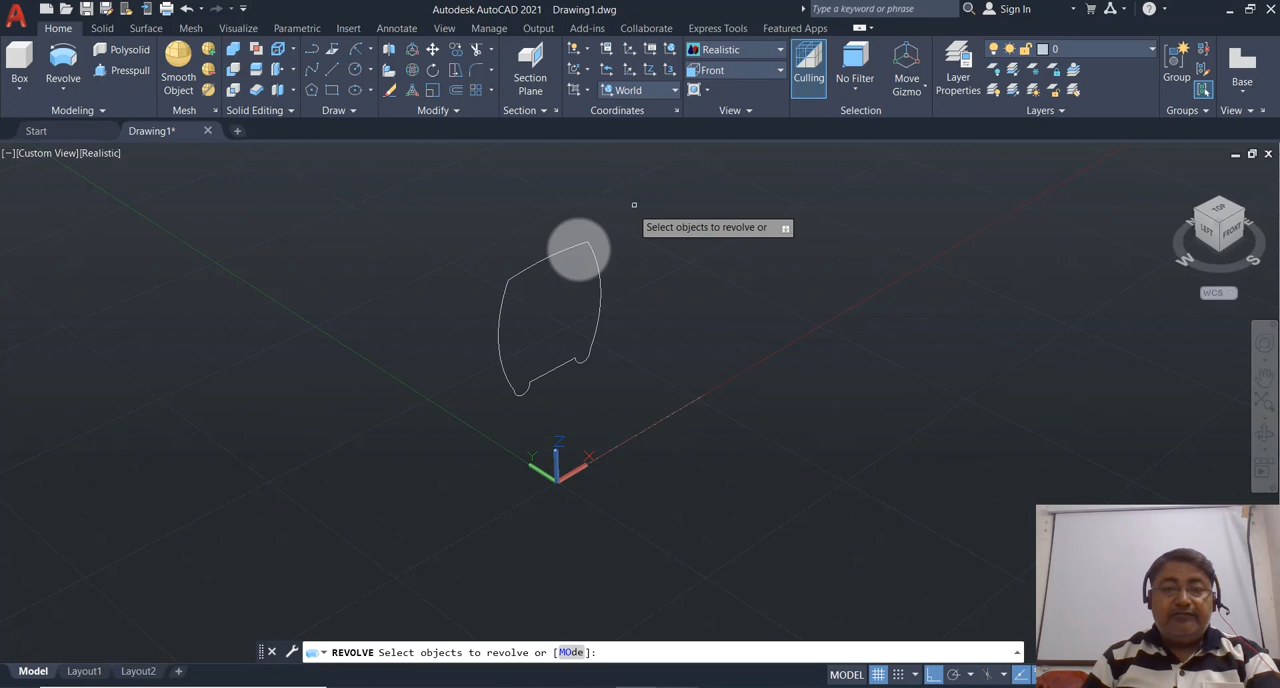 Autodesk AutoCAD 2021 Drawing1.dwg
Type a keyword or phrase
Sign In
Home Solid Surface Mesh Visualize Parametric Insert Annotate View Manage Output Add-ins Collaborate Express Tools Featured Apps
Box
Revolve
Polysolid
Presspull
Smooth
Object
Section
Plane
Realistic
Front
World
Culling
No Filter
Move
Gizmo
Layer
Properties
0
Group
Base
Modeling
Mesh
Solid Editing
Draw
Modify
Section
Coordinates
View
Selection
Layers
Groups
View
Start
Drawing1*
[−][Custom View][Realistic]
Select objects to revolve or
TOP
LEFT
FRONT
W
S
WCS
Z
Y
X
REVOLVE Select objects to revolve or [MOde]:
Model Layout1 Layout2
MODEL